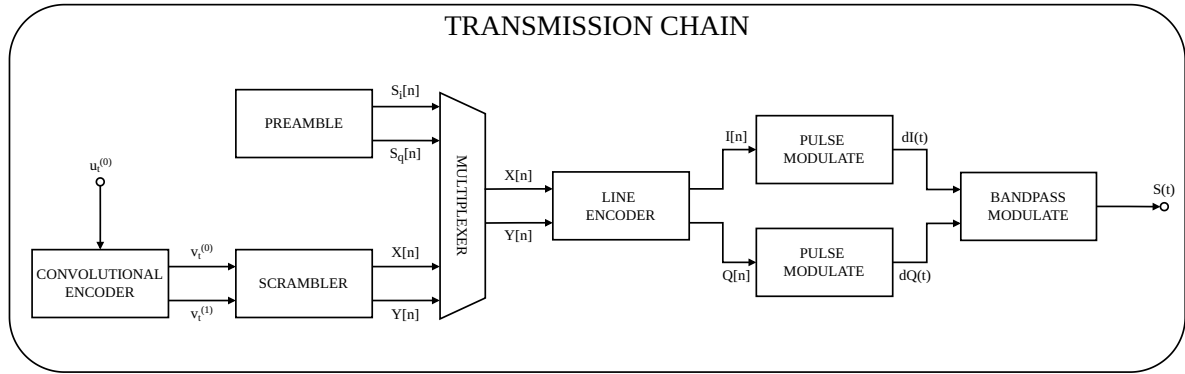 TRANSMISSION CHAIN
PREAMBLE
S_i[n]
S_q[n]
u_t^(0)
CONVOLUTIONAL
ENCODER
v_t^(0)
v_t^(1)
SCRAMBLER
X[n]
Y[n]
MULTIPLEXER
X[n]
Y[n]
LINE
ENCODER
I[n]
Q[n]
PULSE
MODULATE
dI(t)
PULSE
MODULATE
dQ(t)
BANDPASS
MODULATE
S(t)